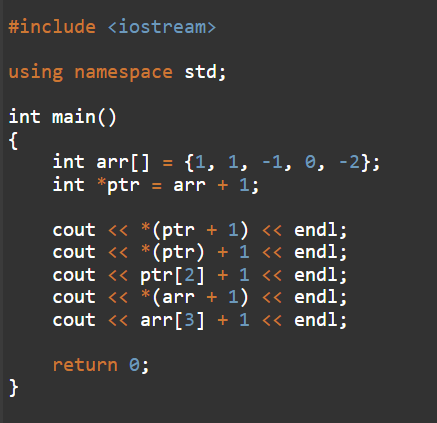 #include <iostream>
using namespace std;
int main()
{
    int arr[] = {1, 1, -1, 0, -2};
    int *ptr = arr + 1;
    cout << *(ptr + 1) << endl;
    cout << *(ptr) + 1 << endl;
    cout << ptr[2] + 1 << endl;
    cout << *(arr + 1) << endl;
    cout << arr[3] + 1 << endl;
    return 0;
}